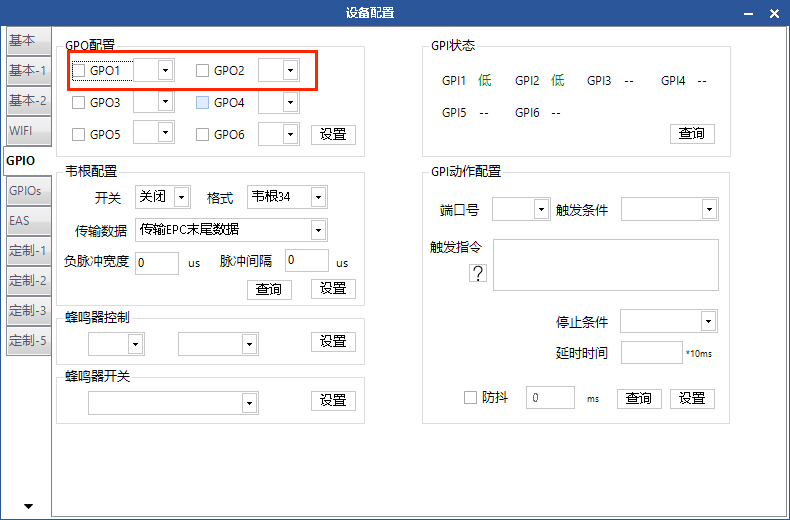 设备配置
基本
基本-1
基本-2
WIFI
GPIO
GPIOs
EAS
定制-1
定制-2
定制-3
定制-5
GPO配置
GPO1 GPO2
GPO3 GPO4
GPO5 GPO6 设置
韦根配置
开关 关闭 格式 韦根34
传输数据 传输EPC末尾数据
负脉冲宽度 0 us 脉冲间隔 0 us
查询 设置
蜂鸣器控制
设置
蜂鸣器开关
设置
GPI状态
GPI1 低 GPI2 低 GPI3 -- GPI4 --
GPI5 -- GPI6 --
查询
GPI动作配置
端口号 触发条件
触发指令
?
停止条件
延时时间 *10ms
防抖 0 ms 查询 设置